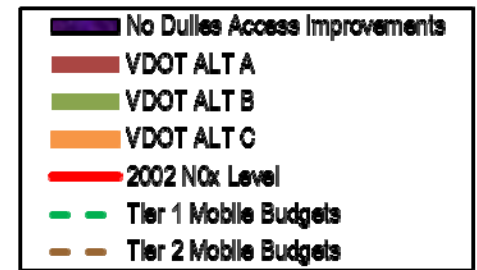 No Dulles Access Improvements
VDOT ALT A
VDOT ALT B
VDOT ALT C
2002 N0x Level
Tier 1 Mobile Budgets
Tier 2 Mobile Budgets